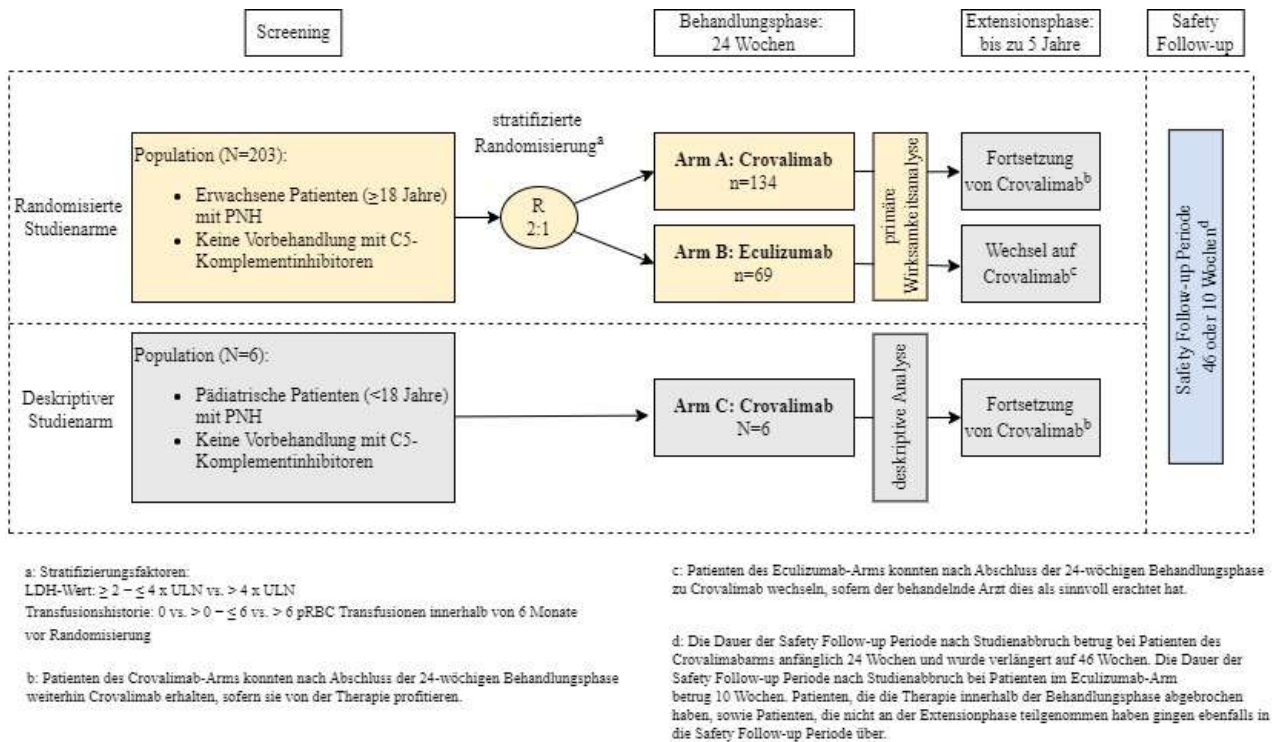 Screening
Behandlungsphase:
24 Wochen
Extensionsphase:
bis zu 5 Jahre
Safety
Follow-up
Randomisierte
Studienarme
Population (N=203):
• Erwachsene Patienten (≥18 Jahre)
mit PNH
• Keine Vorbehandlung mit C5-
Komplementinhibitoren
stratifizierte
Randomisierungᵃ
R
2:1
Arm A: Crovalimab
n=134
Arm B: Eculizumab
n=69
primäre
Wirksamkeitsanalyse
Fortsetzung
von Crovalimabᵇ
Wechsel auf
Crovalimabᶜ
Safety Follow-up Periode
46 oder 10 Wochenᵈ
Deskriptiver
Studienarm
Population (N=6):
• Pädiatrische Patienten (<18 Jahre)
mit PNH
• Keine Vorbehandlung mit C5-
Komplementinhibitoren
Arm C: Crovalimab
N=6
deskriptive Analyse
Fortsetzung
von Crovalimabᵇ
a: Stratifizierungsfaktoren:
LDH-Wert: ≥ 2 – ≤ 4 x ULN vs. > 4 x ULN
Transfusionshistorie: 0 vs. > 0 – ≤ 6 vs. > 6 pRBC Transfusionen innerhalb von 6 Monate
vor Randomisierung
b: Patienten des Crovalimab-Arms konnten nach Abschluss der 24-wöchigen Behandlungsphase
weiterhin Crovalimab erhalten, sofern sie von der Therapie profitieren.
c: Patienten des Eculizumab-Arms konnten nach Abschluss der 24-wöchigen Behandlungsphase
zu Crovalimab wechseln, sofern der behandelnde Arzt dies als sinnvoll erachtet hat.
d: Die Dauer der Safety Follow-up Periode nach Studienabbruch betrug bei Patienten des
Crovalimabarms anfänglich 24 Wochen und wurde verlängert auf 46 Wochen. Die Dauer der
Safety Follow-up Periode nach Studienabbruch bei Patienten im Eculizumab-Arm
betrug 10 Wochen. Patienten, die die Therapie innerhalb der Behandlungsphase abgebrochen
haben, sowie Patienten, die nicht an der Extensionphase teilgenommen haben gingen ebenfalls in
die Safety Follow-up Periode über.